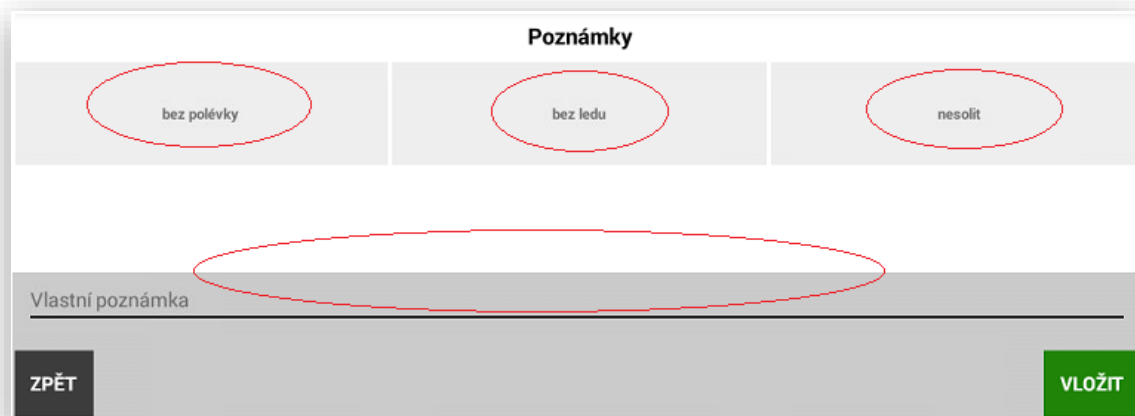 Poznámky
bez polévky bez ledu nesolit
Vlastní poznámka
ZPĚT VLOŽIT